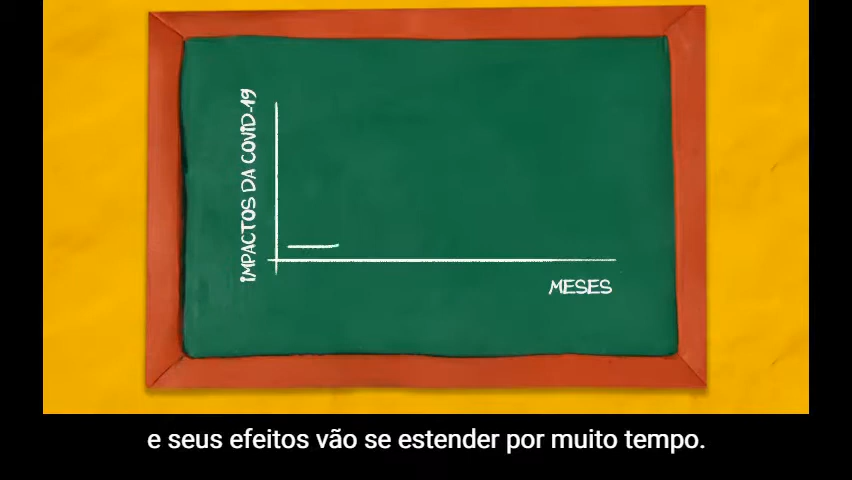 IMPACTOS DA COVID-19
MESES
e seus efeitos vão se estender por muito tempo.